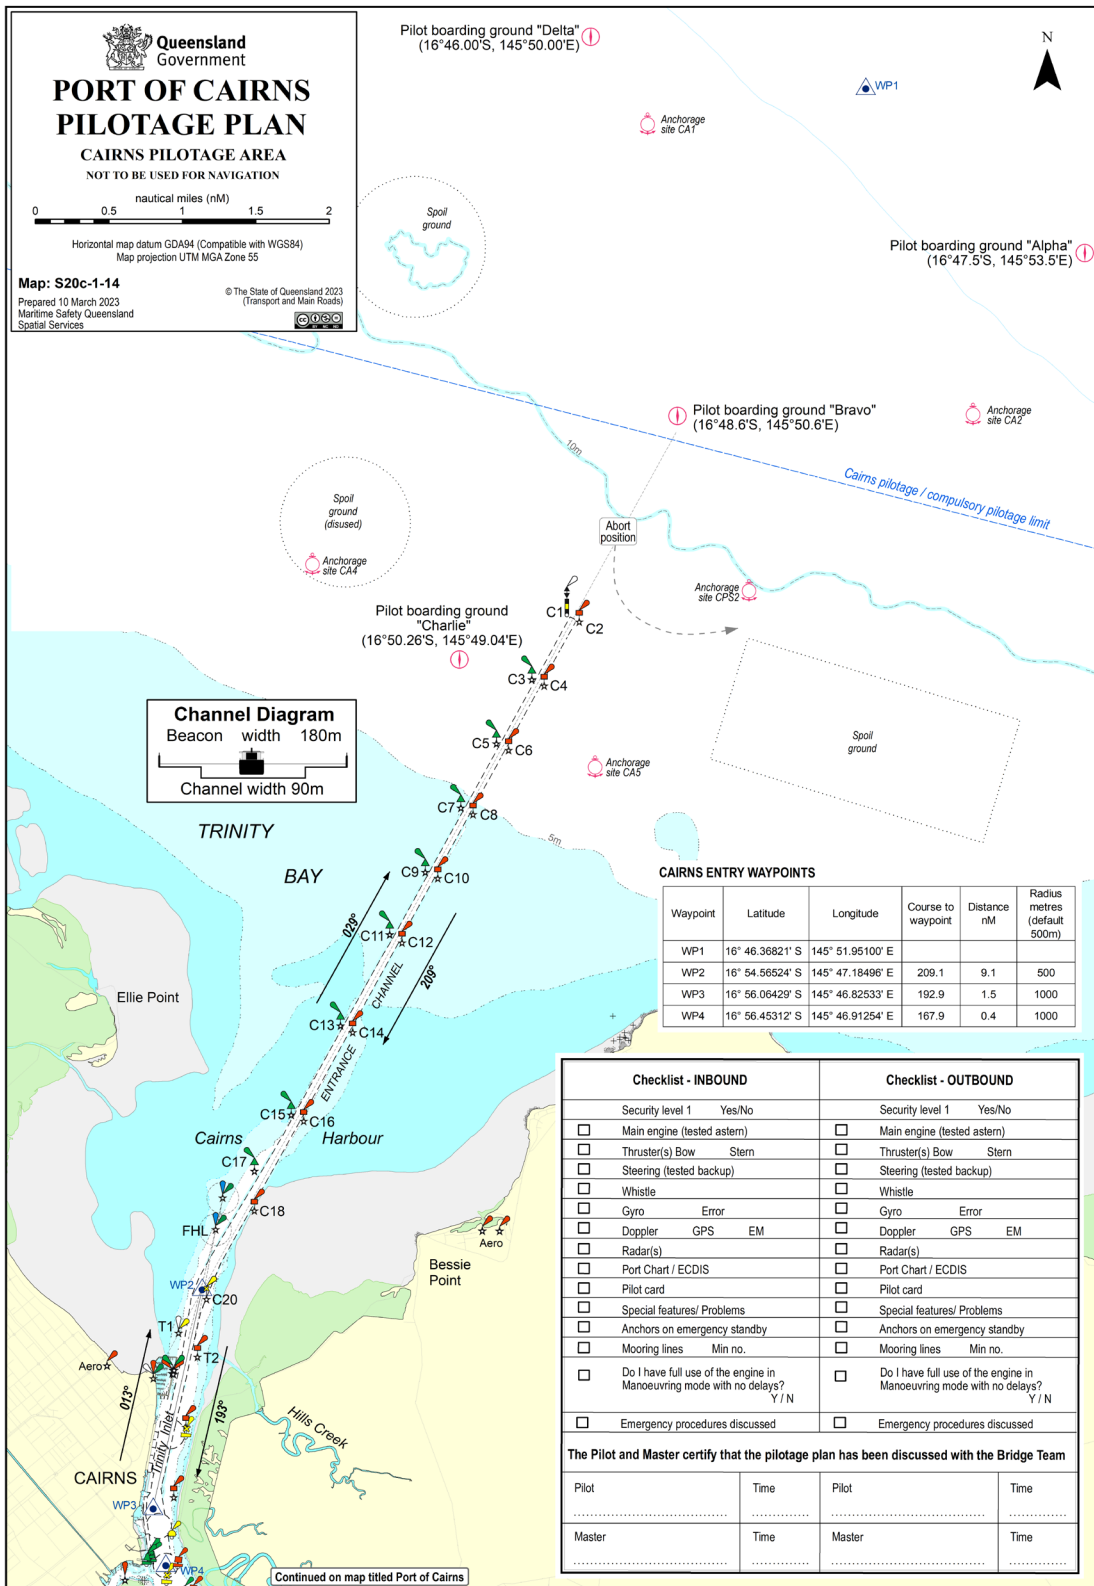 Queensland
Government
PORT OF CAIRNS
PILOTAGE PLAN
CAIRNS PILOTAGE AREA
NOT TO BE USED FOR NAVIGATION
nautical miles (nM)
0 0.5 1 1.5 2
Horizontal map datum GDA94 (Compatible with WGS84)
Map projection UTM MGA Zone 55
Map: S20c-1-14
Prepared 10 March 2023
Maritime Safety Queensland
Spatial Services
© The State of Queensland 2023
(Transport and Main Roads)
cc
BY NC ND
Pilot boarding ground "Delta"
(16°46.00'S, 145°50.00'E)
N
WP1
Anchorage
site CA1
Spoil
ground
Pilot boarding ground "Alpha"
(16°47.5'S, 145°53.5'E)
Pilot boarding ground "Bravo"
(16°48.6'S, 145°50.6'E)
Anchorage
site CA2
10m
Cairns pilotage / compulsory pilotage limit
Spoil
ground
(disused)
Abort
position
Anchorage
site CA4
Anchorage
site CPS2
Pilot boarding ground
"Charlie"
(16°50.26'S, 145°49.04'E)
C1
C2
C3
C4
Channel Diagram
Beacon width 180m
Channel width 90m
C5
C6
Spoil
ground
Anchorage
site CA5
C7
C8
TRINITY
BAY
5m
C9
C10
029°
C11
C12
209°
CHANNEL
ENTRANCE
Ellie Point
C13
C14
C15
C16
Cairns Harbour
C17
C18
FHL
Aero
Bessie
Point
WP2
C20
T1
T2
Aero
013°
193°
Trinity Inlet
Hills Creek
CAIRNS
WP3
WP4
Continued on map titled Port of Cairns
CAIRNS ENTRY WAYPOINTS
Waypoint Latitude Longitude Course to waypoint Distance nM Radius metres (default 500m)
WP1 16° 46.36821' S 145° 51.95100' E
WP2 16° 54.56524' S 145° 47.18496' E 209.1 9.1 500
WP3 16° 56.06429' S 145° 46.82533' E 192.9 1.5 1000
WP4 16° 56.45312' S 145° 46.91254' E 167.9 0.4 1000
Checklist - INBOUND
Security level 1 Yes/No
Main engine (tested astern)
Thruster(s) Bow Stern
Steering (tested backup)
Whistle
Gyro Error
Doppler GPS EM
Radar(s)
Port Chart / ECDIS
Pilot card
Special features/ Problems
Anchors on emergency standby
Mooring lines Min no.
Do I have full use of the engine in
Manoeuvring mode with no delays?
Y / N
Emergency procedures discussed
Checklist - OUTBOUND
Security level 1 Yes/No
Main engine (tested astern)
Thruster(s) Bow Stern
Steering (tested backup)
Whistle
Gyro Error
Doppler GPS EM
Radar(s)
Port Chart / ECDIS
Pilot card
Special features/ Problems
Anchors on emergency standby
Mooring lines Min no.
Do I have full use of the engine in
Manoeuvring mode with no delays?
Y / N
Emergency procedures discussed
The Pilot and Master certify that the pilotage plan has been discussed with the Bridge Team
Pilot Time Pilot Time
Master Time Master Time